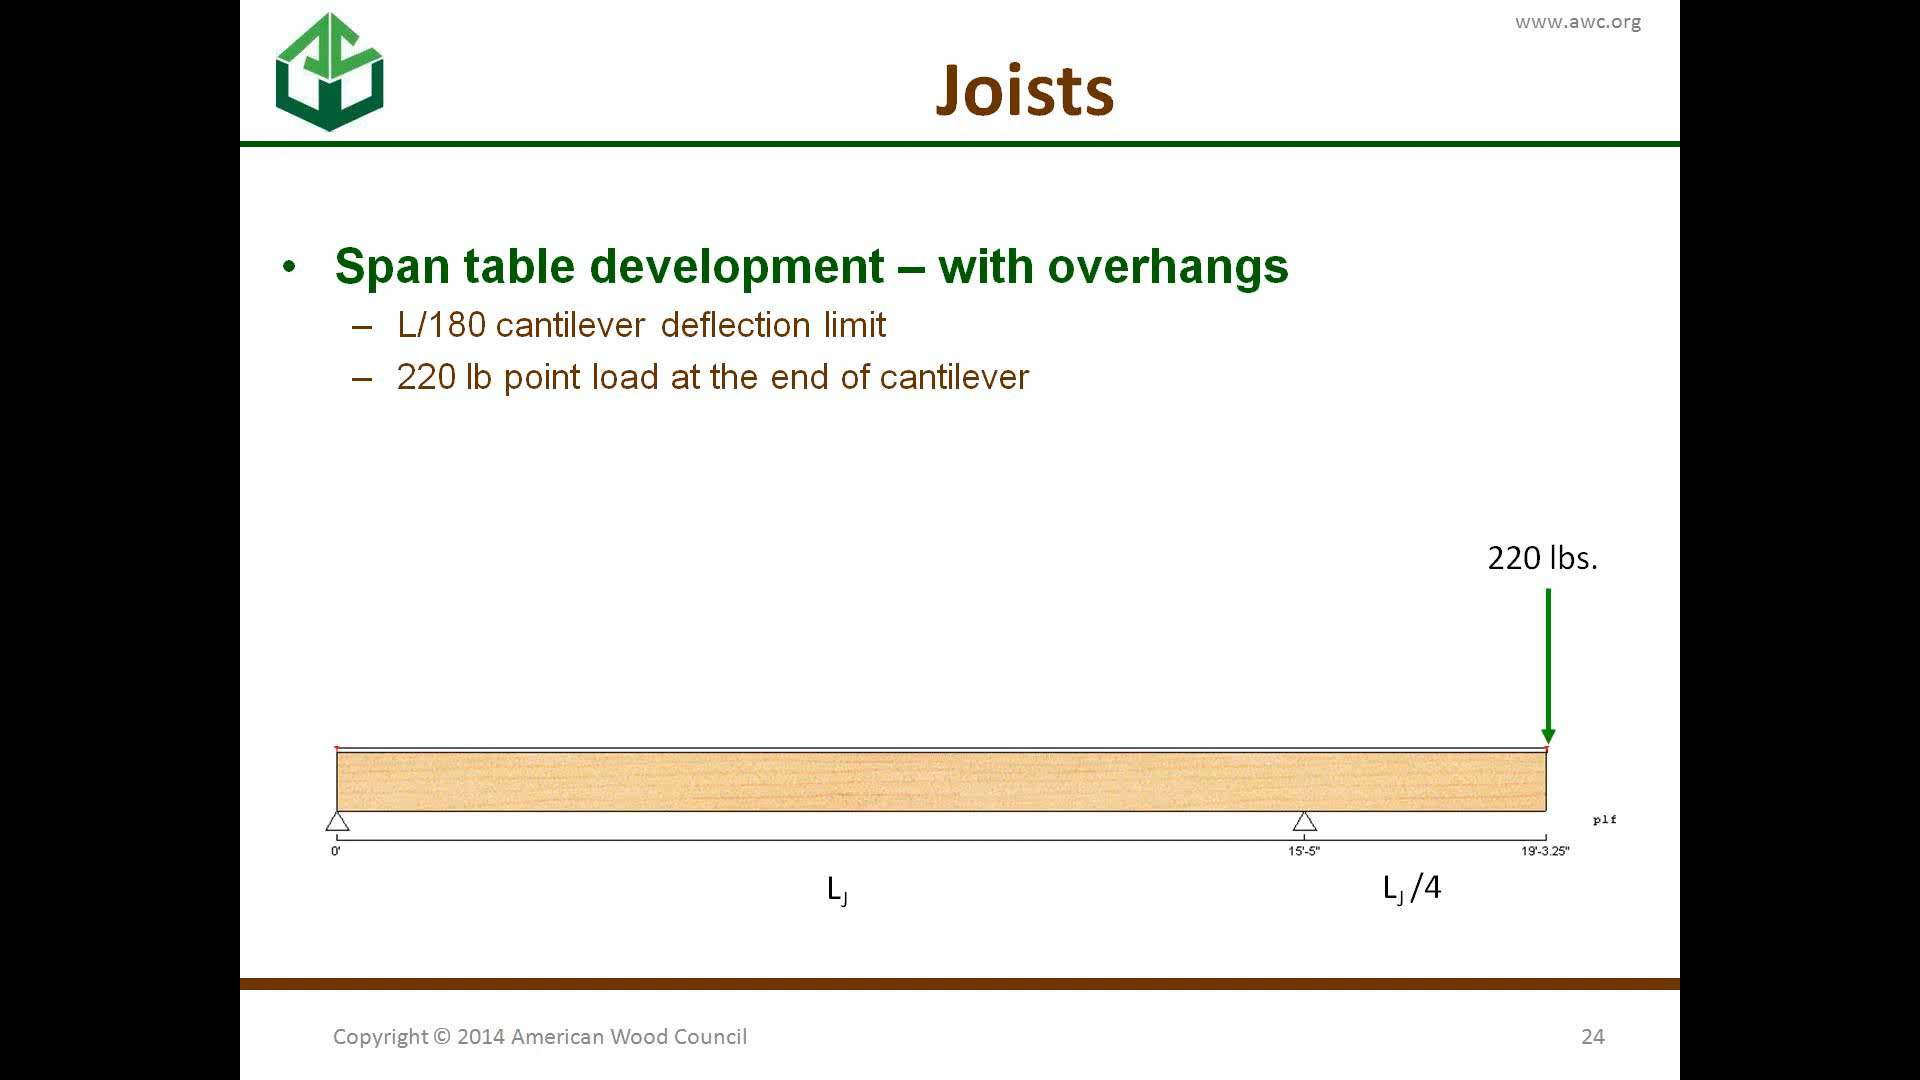 www.awc.org
Joists
• Span table development – with overhangs
– L/180 cantilever deflection limit
– 220 lb point load at the end of cantilever
220 lbs.
plf
0' 15'-5" 19'-3.25"
LJ LJ /4
Copyright © 2014 American Wood Council 24